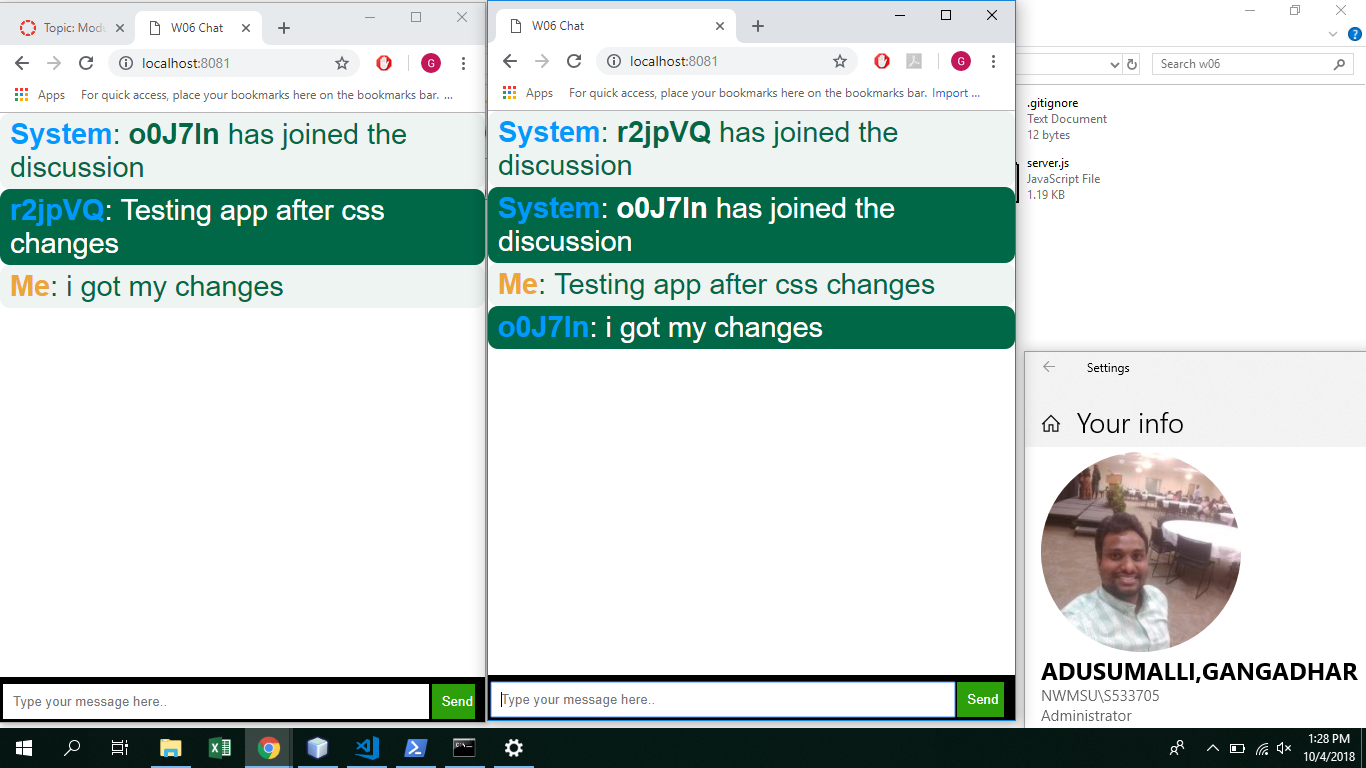 Topic: Modu
W06 Chat
localhost:8081
G
Apps
For quick access, place your bookmarks here on the bookmarks bar. ...
System: o0J7In has joined the
discussion
r2jpVQ: Testing app after css
changes
Me: i got my changes
Type your message here..
Send
W06 Chat
localhost:8081
G
Apps
For quick access, place your bookmarks here on the bookmarks bar. Import ...
System: r2jpVQ has joined the
discussion
System: o0J7In has joined the
discussion
Me: Testing app after css changes
o0J7In: i got my changes
Type your message here..
Send
Search w06
.gitignore
Text Document
12 bytes
server.js
JavaScript File
1.19 KB
Settings
Your info
ADUSUMALLI,GANGADHAR
NWMSU\S533705
Administrator
1:28 PM
10/4/2018